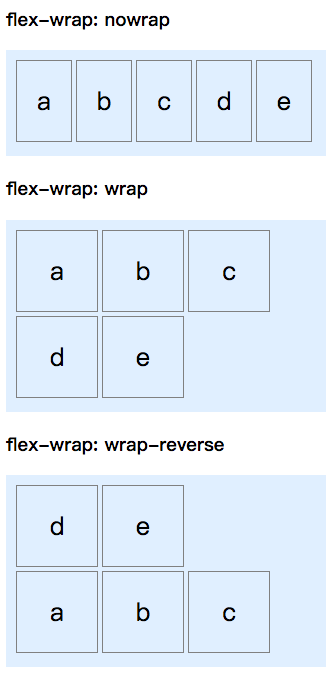 flex-wrap: nowrap
a b c d e
flex-wrap: wrap
a b c
d e
flex-wrap: wrap-reverse
d e
a b c